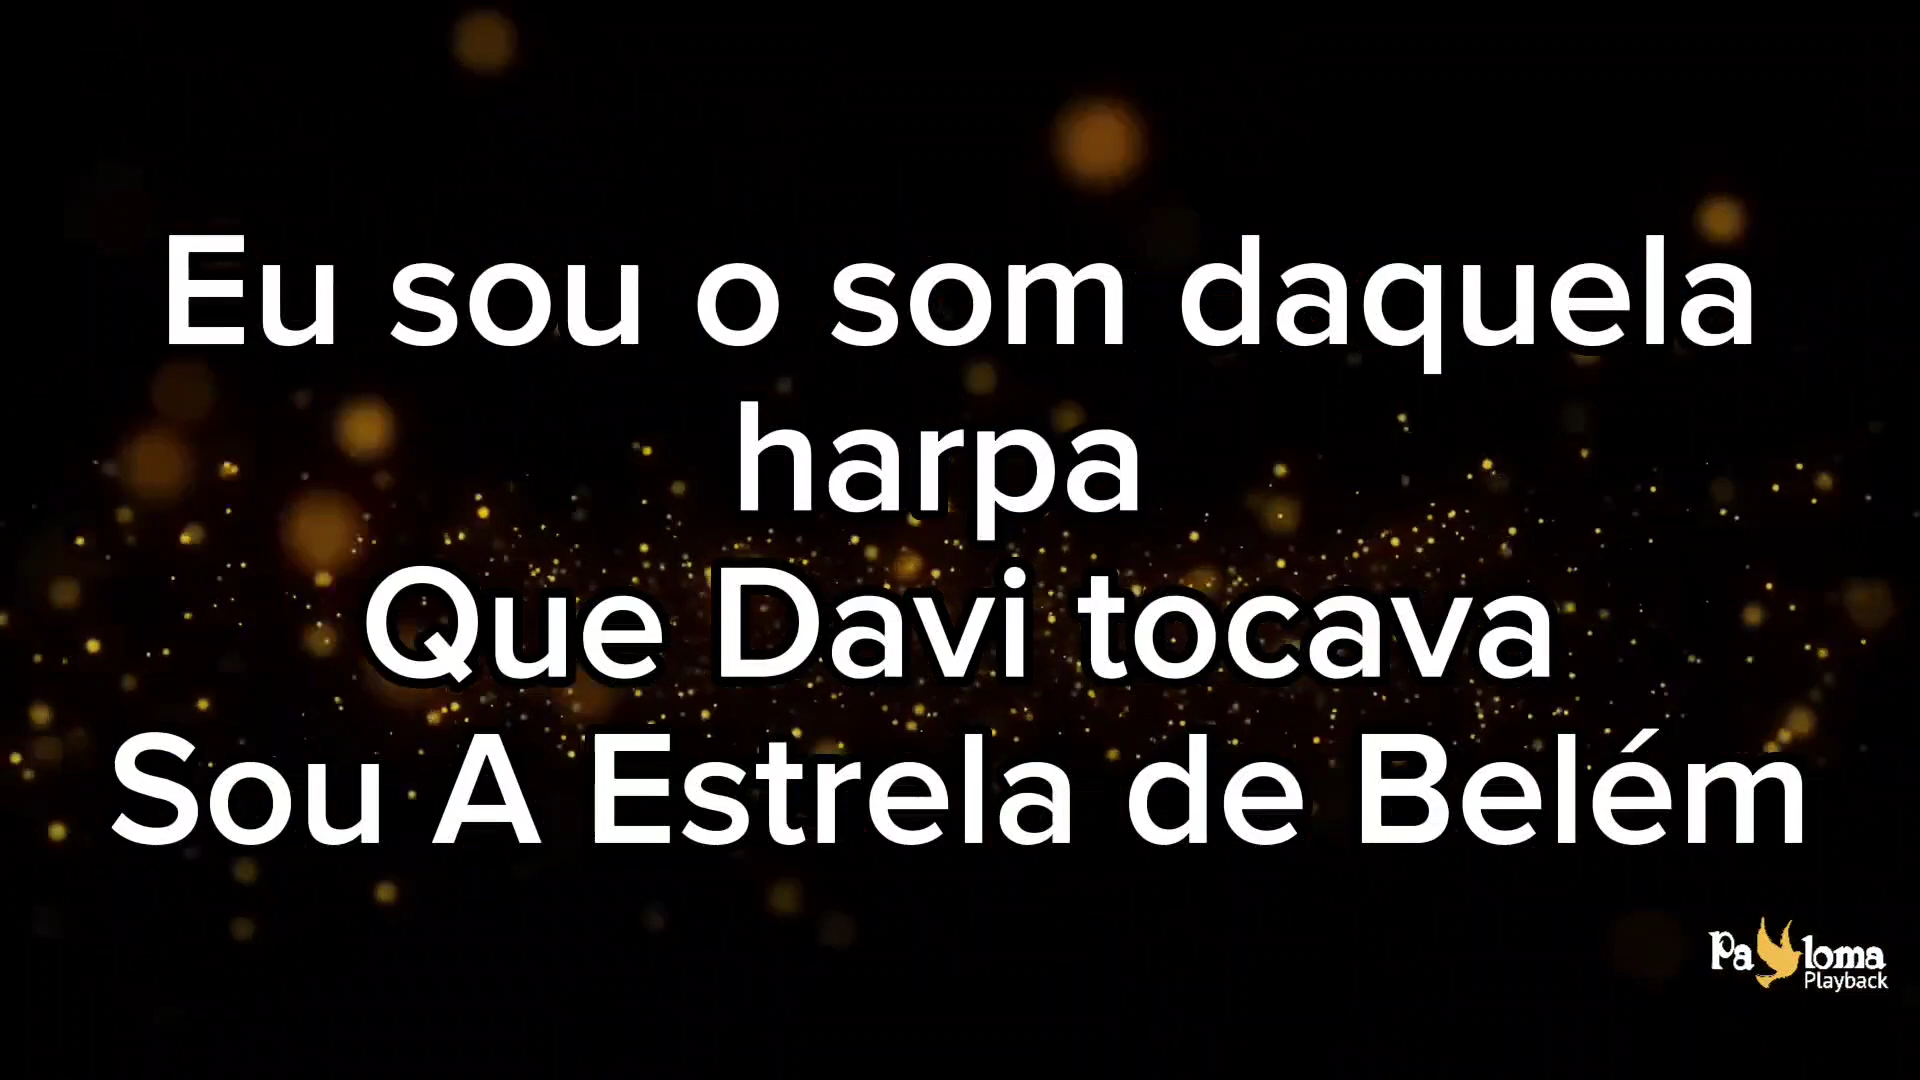 Eu sou o som daquela
harpa
Que Davi tocava
Sou A Estrela de Belém
Paloma
Playback